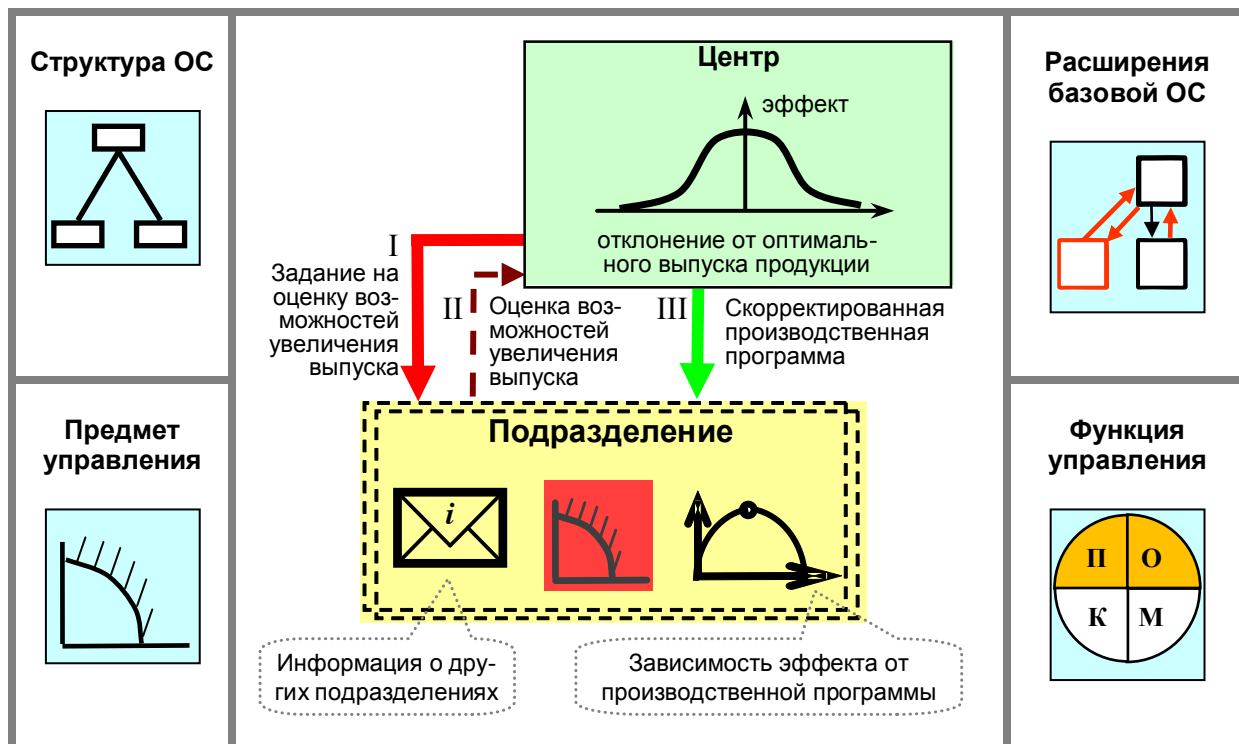 Структура ОС
Предмет
управления
Центр
эффект
отклонение от оптималь-
ного выпуска продукции
I
Задание на
оценку воз-
можностей
увеличения
выпуска
II
Оценка воз-
можностей
увеличения
выпуска
III
Скорректированная
производственная
программа
Подразделение
i
Информация о дру-
гих подразделениях
Зависимость эффекта от
производственной программы
Расширения
базовой ОС
Функция
управления
П О
К М